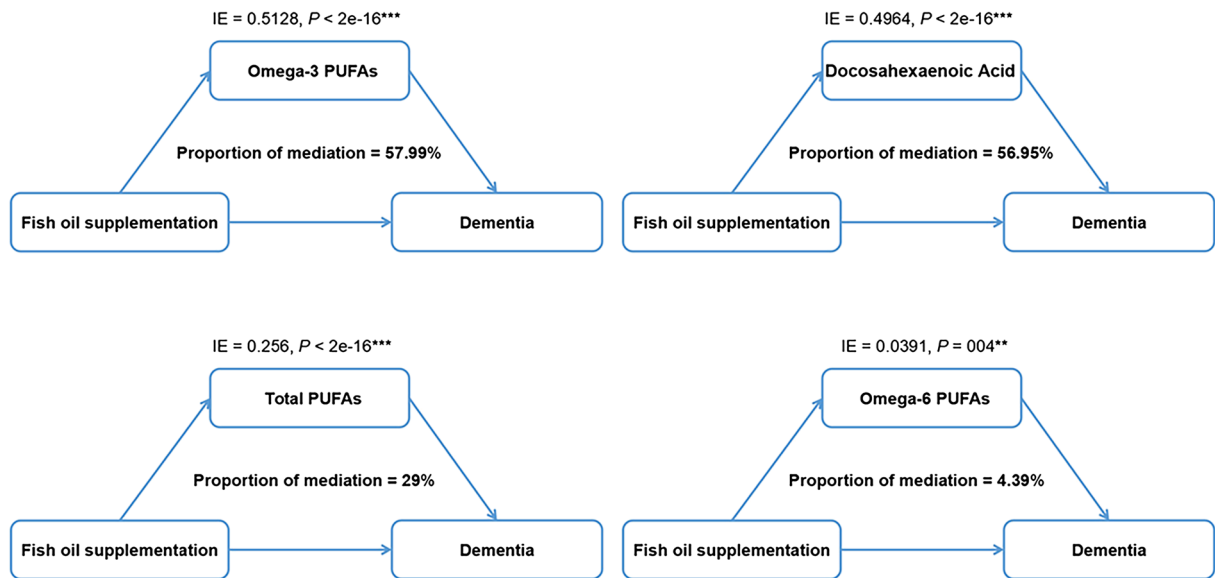 IE = 0.5128, P < 2e-16***
Omega-3 PUFAs
Proportion of mediation = 57.99%
Fish oil supplementation
Dementia
IE = 0.4964, P < 2e-16***
Docosahexaenoic Acid
Proportion of mediation = 56.95%
Fish oil supplementation
Dementia
IE = 0.256, P < 2e-16***
Total PUFAs
Proportion of mediation = 29%
Fish oil supplementation
Dementia
IE = 0.0391, P = 004**
Omega-6 PUFAs
Proportion of mediation = 4.39%
Fish oil supplementation
Dementia